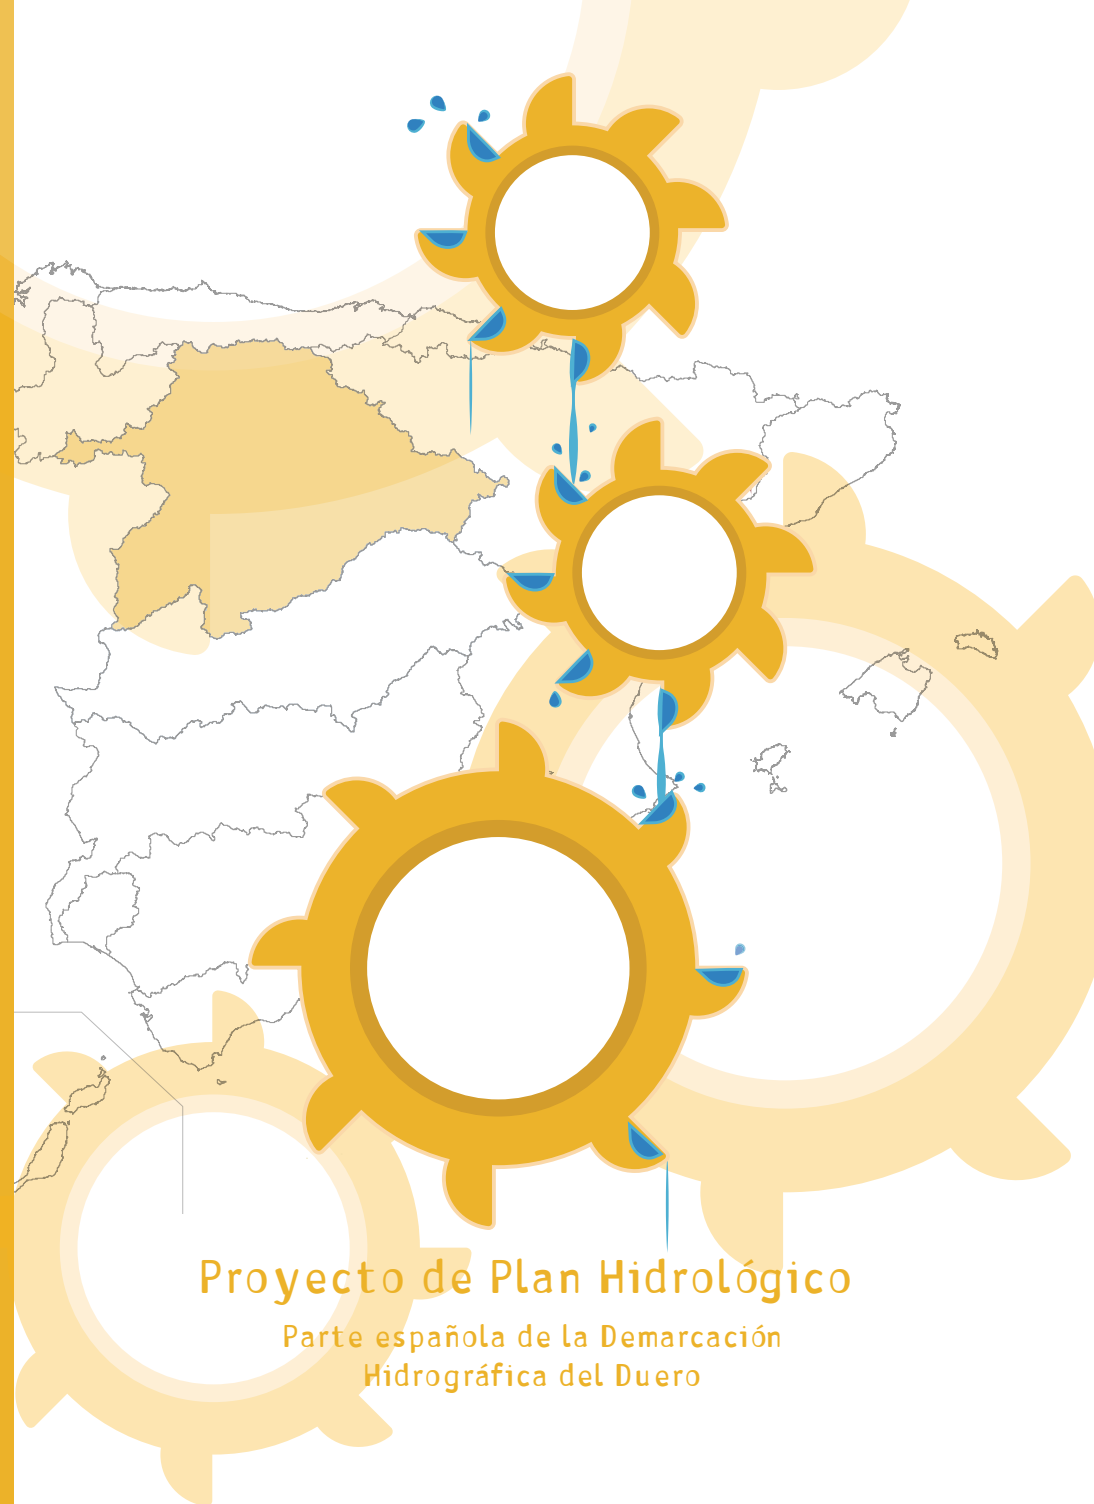 Proyecto de Plan Hidrológico
Parte española de la Demarcación
Hidrográfica del Duero